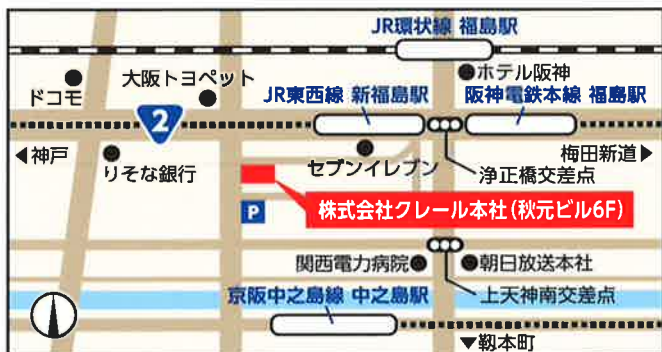 JR環状線 福島駅
ホテル阪神
大阪トヨペット
ドコモ
JR東西線 新福島駅
阪神電鉄本線 福島駅
2
◀神戸
りそな銀行
セブンイレブン
浄正橋交差点
梅田新道▶
P
株式会社クレール本社(秋元ビル6F)
関西電力病院
朝日放送本社
京阪中之島線 中之島駅
上天神南交差点
▼靱本町